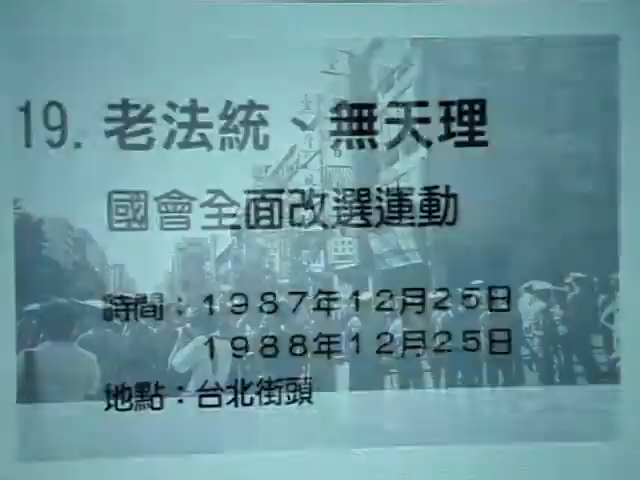 19. 老法統、無天理
國會全面改選運動
時間：1987年12月25日
1988年12月25日
地點：台北街頭